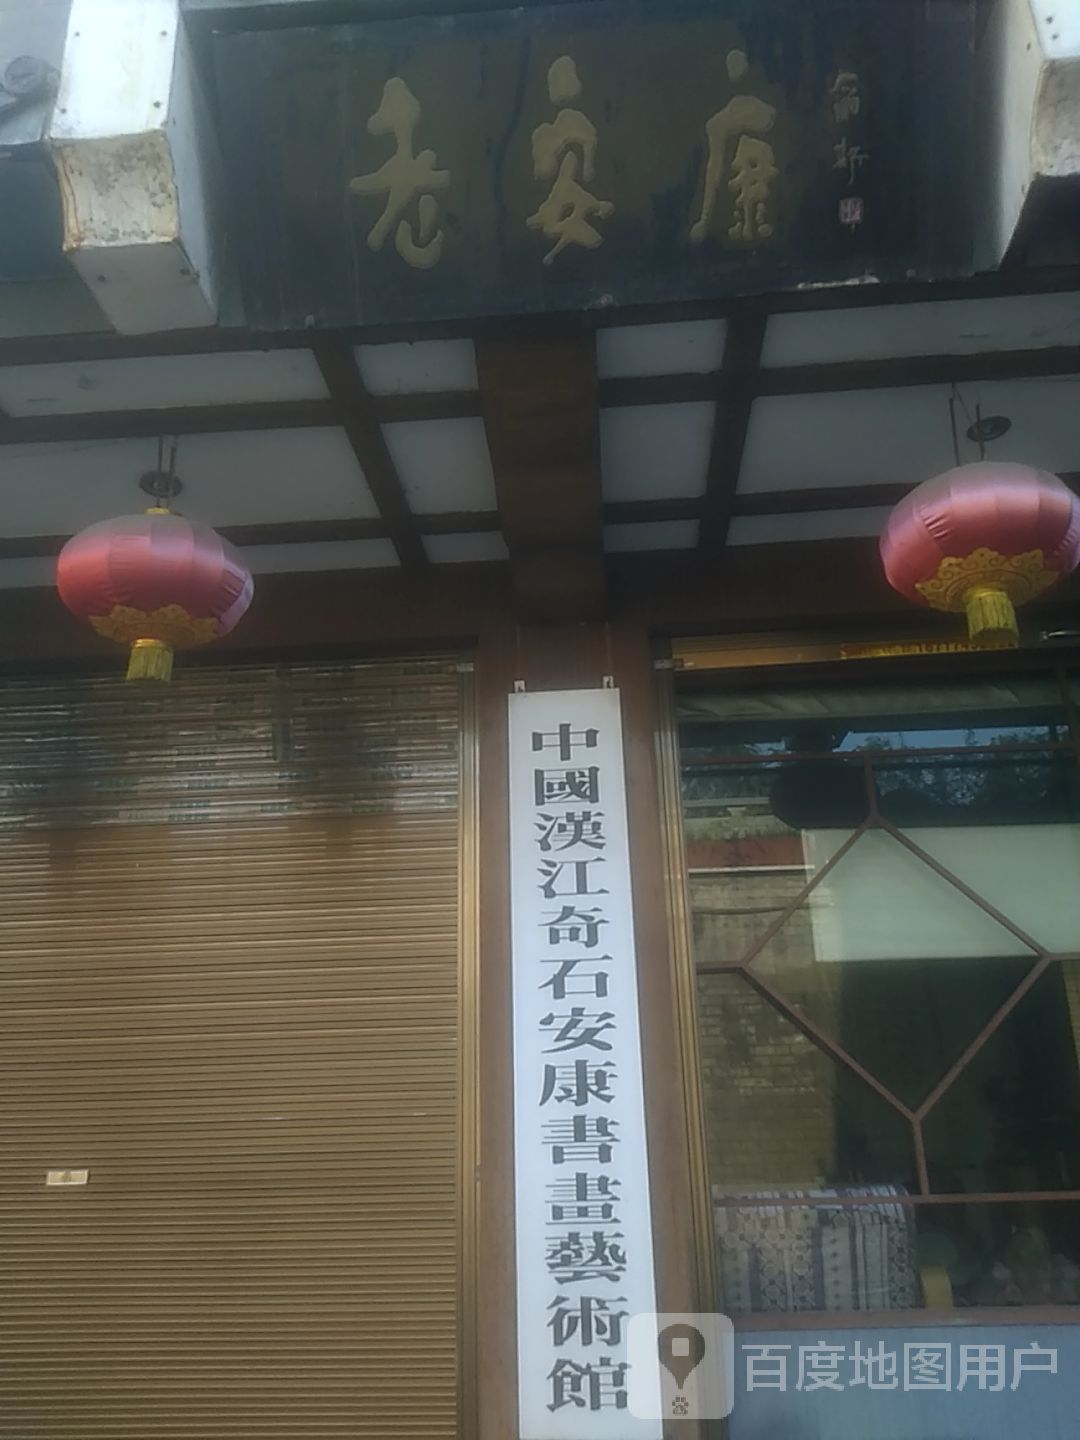 老安康
中國漢江奇石安康書畫藝術館
百度地图用户